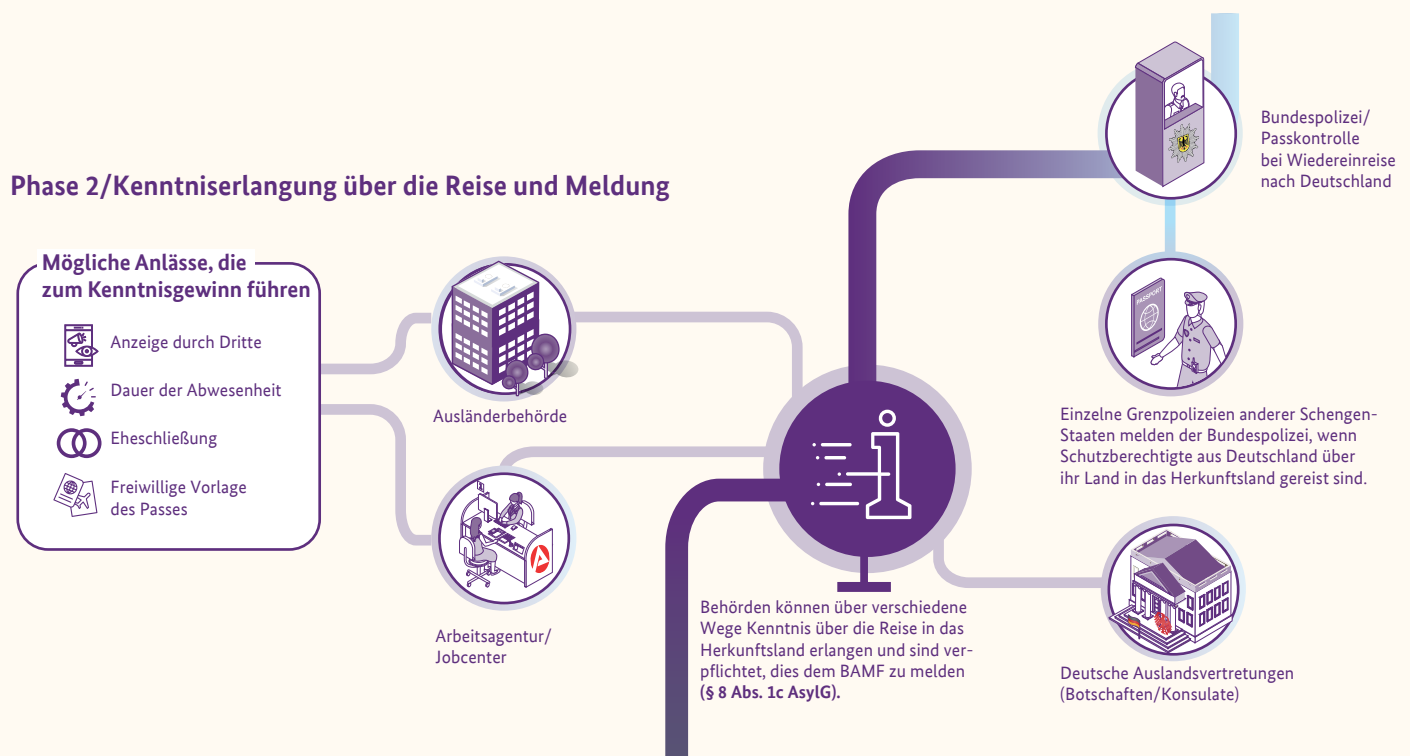 Phase 2/Kenntniserlangung über die Reise und Meldung
Mögliche Anlässe, die
zum Kenntnisgewinn führen
Anzeige durch Dritte
Dauer der Abwesenheit
Eheschließung
Freiwillige Vorlage
des Passes
Ausländerbehörde
Arbeitsagentur/
Jobcenter
Behörden können über verschiedene
Wege Kenntnis über die Reise in das
Herkunftsland erlangen und sind ver-
pflichtet, dies dem BAMF zu melden
(§ 8 Abs. 1c AsylG).
Bundespolizei/
Passkontrolle
bei Wiedereinreise
nach Deutschland
PASSPORT
Einzelne Grenzpolizeien anderer Schengen-
Staaten melden der Bundespolizei, wenn
Schutzberechtigte aus Deutschland über
ihr Land in das Herkunftsland gereist sind.
Deutsche Auslandsvertretungen
(Botschaften/Konsulate)